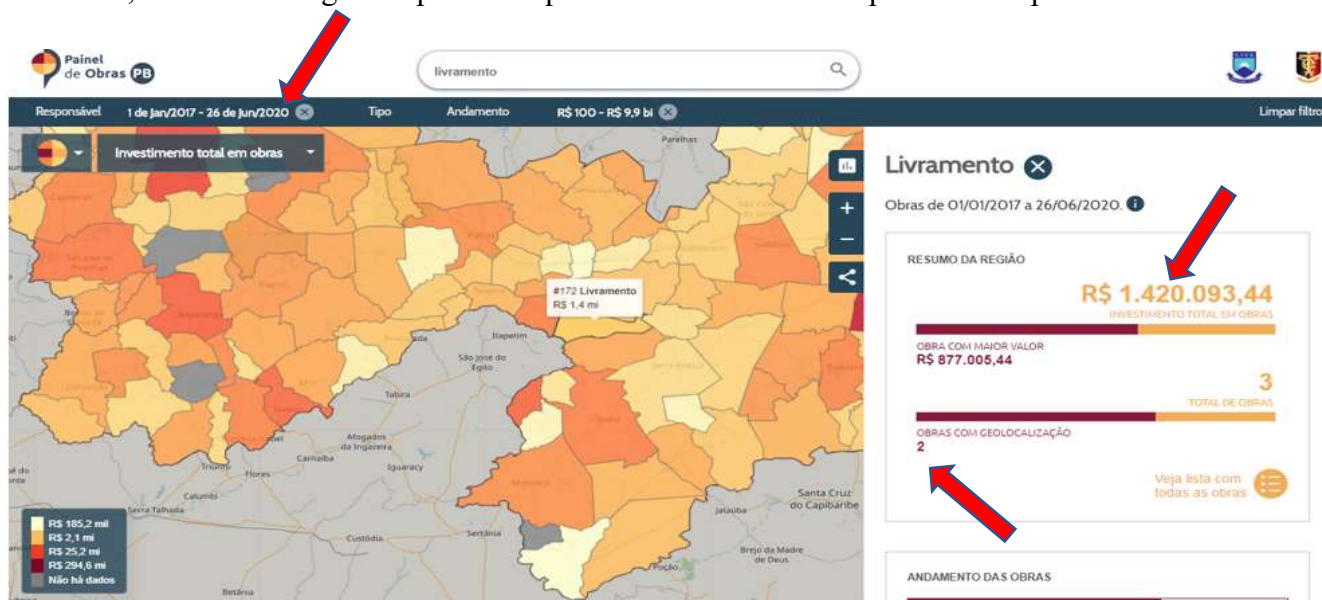 Painel
de Obras PB
livramento
Responsável 1 de Jan/2017 - 26 de Jun/2020 Tipo Andamento R$ 100 - R$ 9,9 bi Limpar filtro
Investimento total em obras
Parelhas
#172 Livramento
R$ 1,4 mi
Itapetim
São José do
Egito
Tabira
Afogados
da Ingazeira
Carnaíba
Iguaracy
Triunfo
Flores
Calumbi
Serra Talhada
Custódia
Sertânia
Betânia
Poção
Jataúba
Santa Cruz
do Capibaribe
Brejo da Madre
de Deus
R$ 185,2 mil
R$ 2,1 mi
R$ 25,2 mi
R$ 294,6 mi
Não há dados
Livramento
Obras de 01/01/2017 a 26/06/2020.
RESUMO DA REGIÃO
R$ 1.420.093,44
INVESTIMENTO TOTAL EM OBRAS
OBRA COM MAIOR VALOR
R$ 877.005,44
3
TOTAL DE OBRAS
OBRAS COM GEOLOCALIZAÇÃO
2
Veja lista com
todas as obras
ANDAMENTO DAS OBRAS